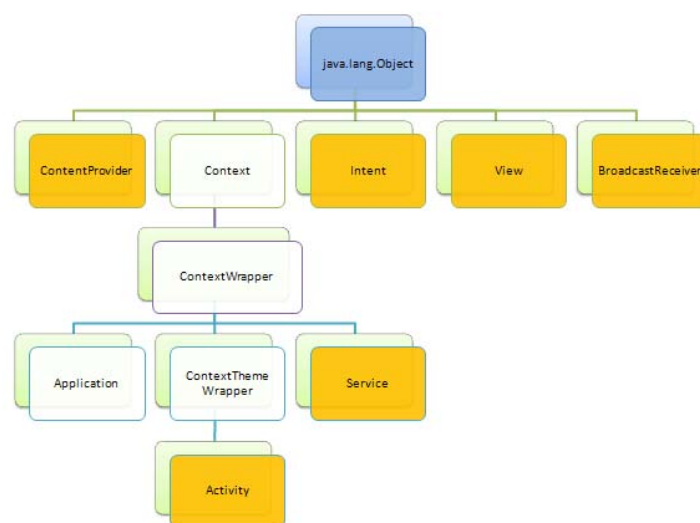 java.lang.Object
ContentProvider
Context
Intent
View
BroadcastReceiver
ContextWrapper
Application
ContextTheme
Wrapper
Service
Activity